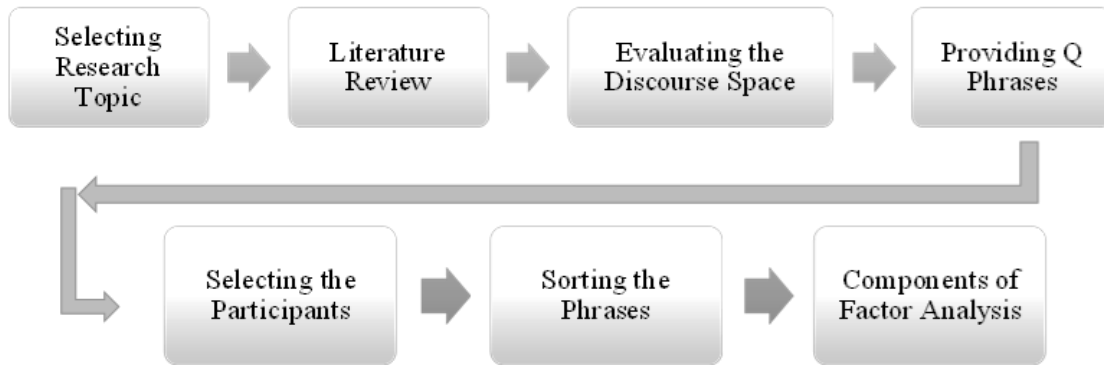 Selecting
Research
Topic
Literature
Review
Evaluating the
Discourse Space
Providing Q
Phrases
Selecting the
Participants
Sorting the
Phrases
Components of
Factor Analysis